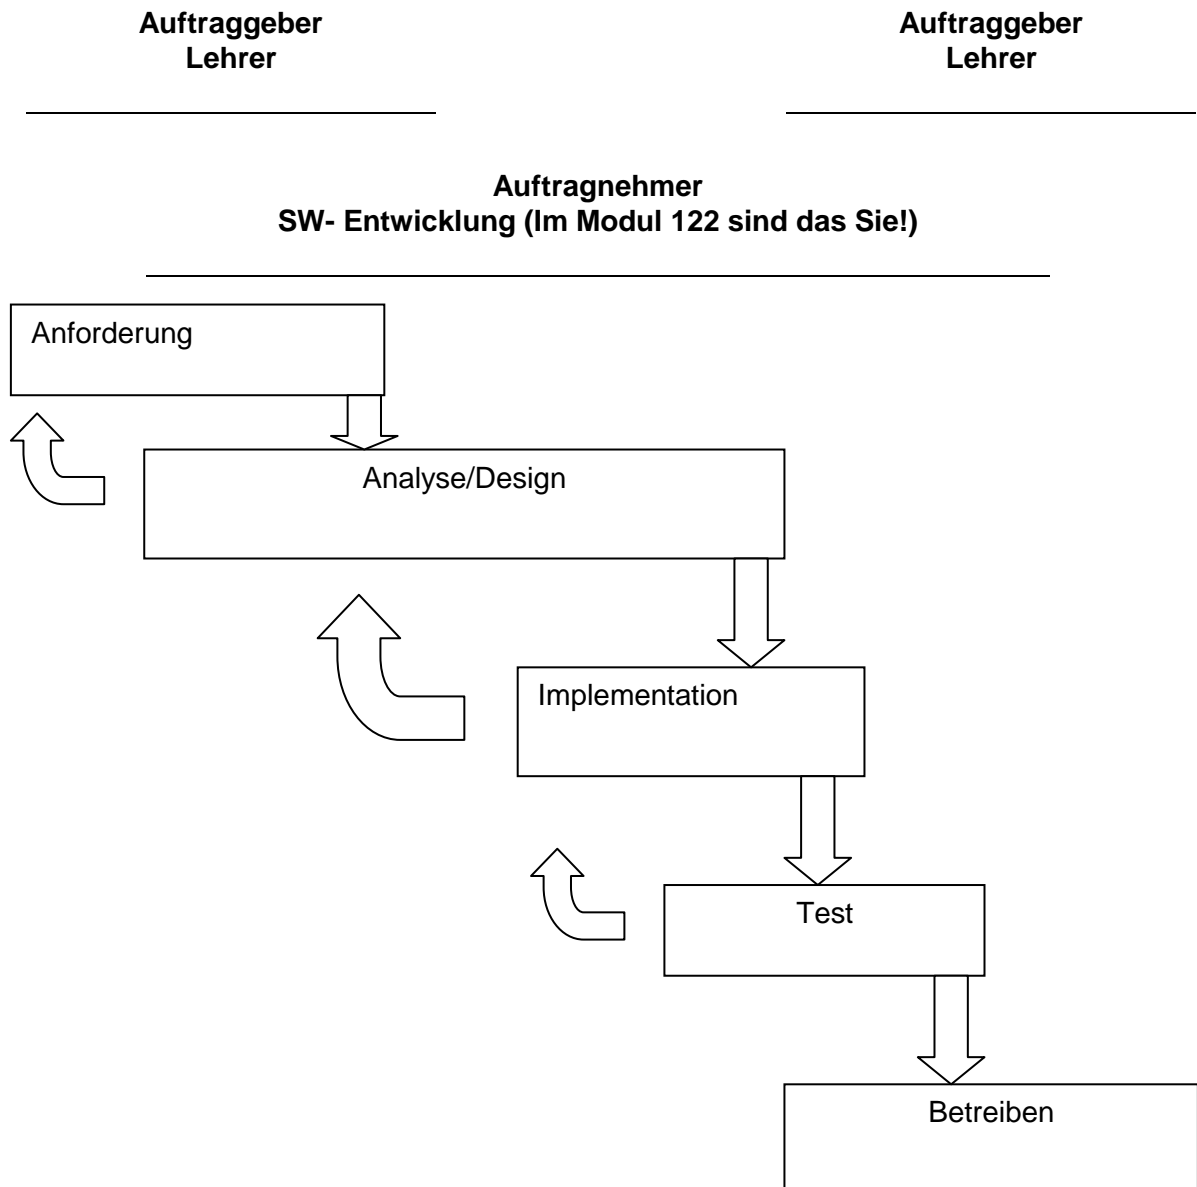 Auftraggeber
Lehrer
Auftraggeber
Lehrer
Auftragnehmer
SW- Entwicklung (Im Modul 122 sind das Sie!)
Anforderung
Analyse/Design
Implementation
Test
Betreiben